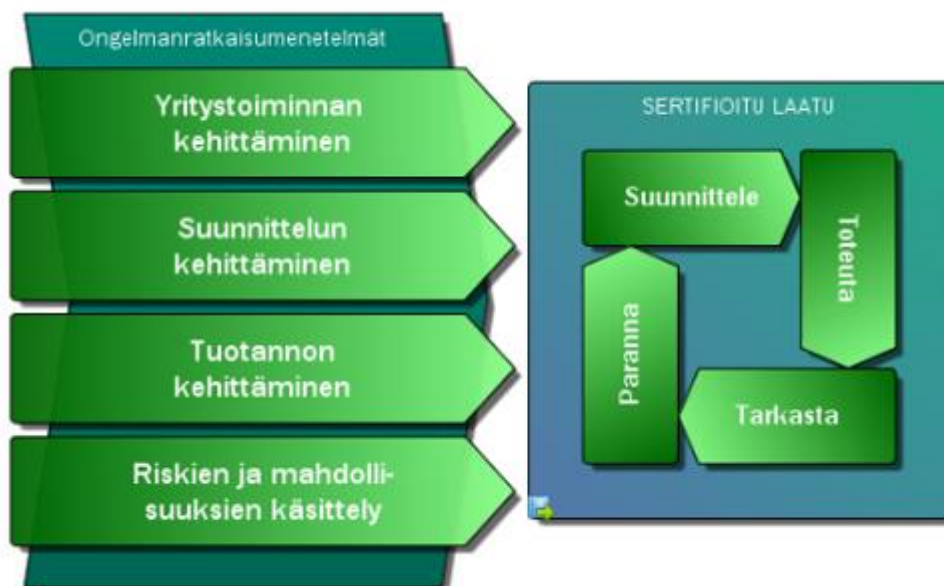 Ongelmanratkaisumenetelmät
Yritystoiminnan
kehittäminen
Suunnittelun
kehittäminen
Tuotannon
kehittäminen
Riskien ja mahdolli-
suuksien käsittely
SERTIFIOITU LAATU
Suunnittele
Toteuta
Tarkasta
Paranna